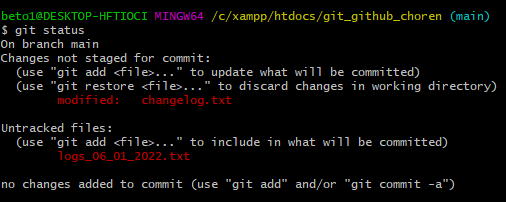 beto1@DESKTOP-HFTIOCI MINGW64 /c/xampp/htdocs/git_github_choren (main)
$ git status
On branch main
Changes not staged for commit:
  (use "git add <file>..." to update what will be committed)
  (use "git restore <file>..." to discard changes in working directory)
        modified:   changelog.txt

Untracked files:
  (use "git add <file>..." to include in what will be committed)
        logs_06_01_2022.txt

no changes added to commit (use "git add" and/or "git commit -a")